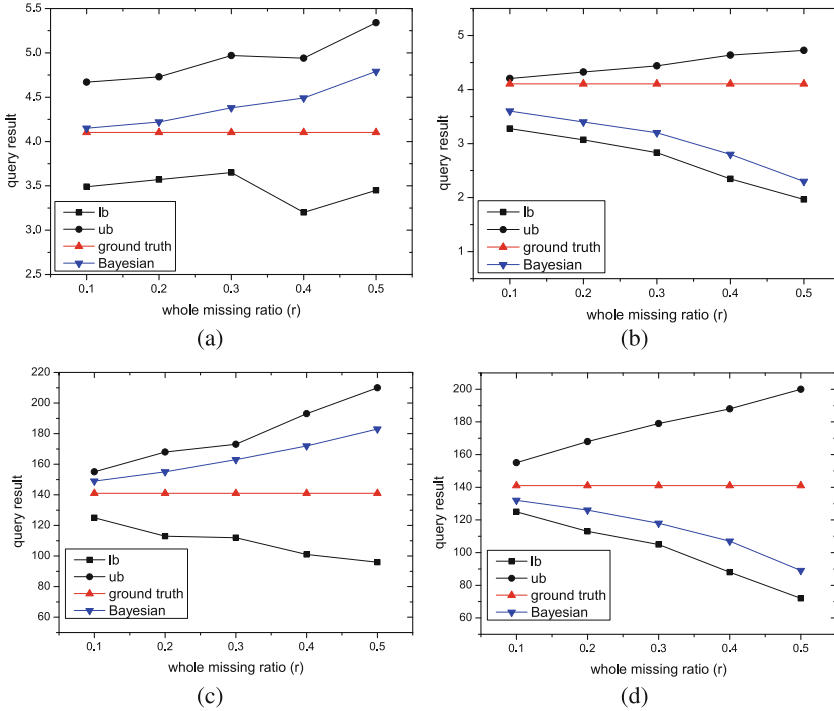 5.5
5.0
4.5
4.0
3.5
3.0
2.5
query result
lb
ub
ground truth
Bayesian
0.1 0.2 0.3 0.4 0.5
whole missing ratio (r)
(a)
5
4
3
2
1
query result
lb
ub
ground truth
Bayesian
0.1 0.2 0.3 0.4 0.5
whole missing ratio (r)
(b)
220
200
180
160
140
120
100
80
60
query result
lb
ub
ground truth
Bayesian
0.1 0.2 0.3 0.4 0.5
whole missing ratio (r)
(c)
200
180
160
140
120
100
80
60
query result
lb
ub
ground truth
Bayesian
0.1 0.2 0.3 0.4 0.5
whole missing ratio (r)
(d)